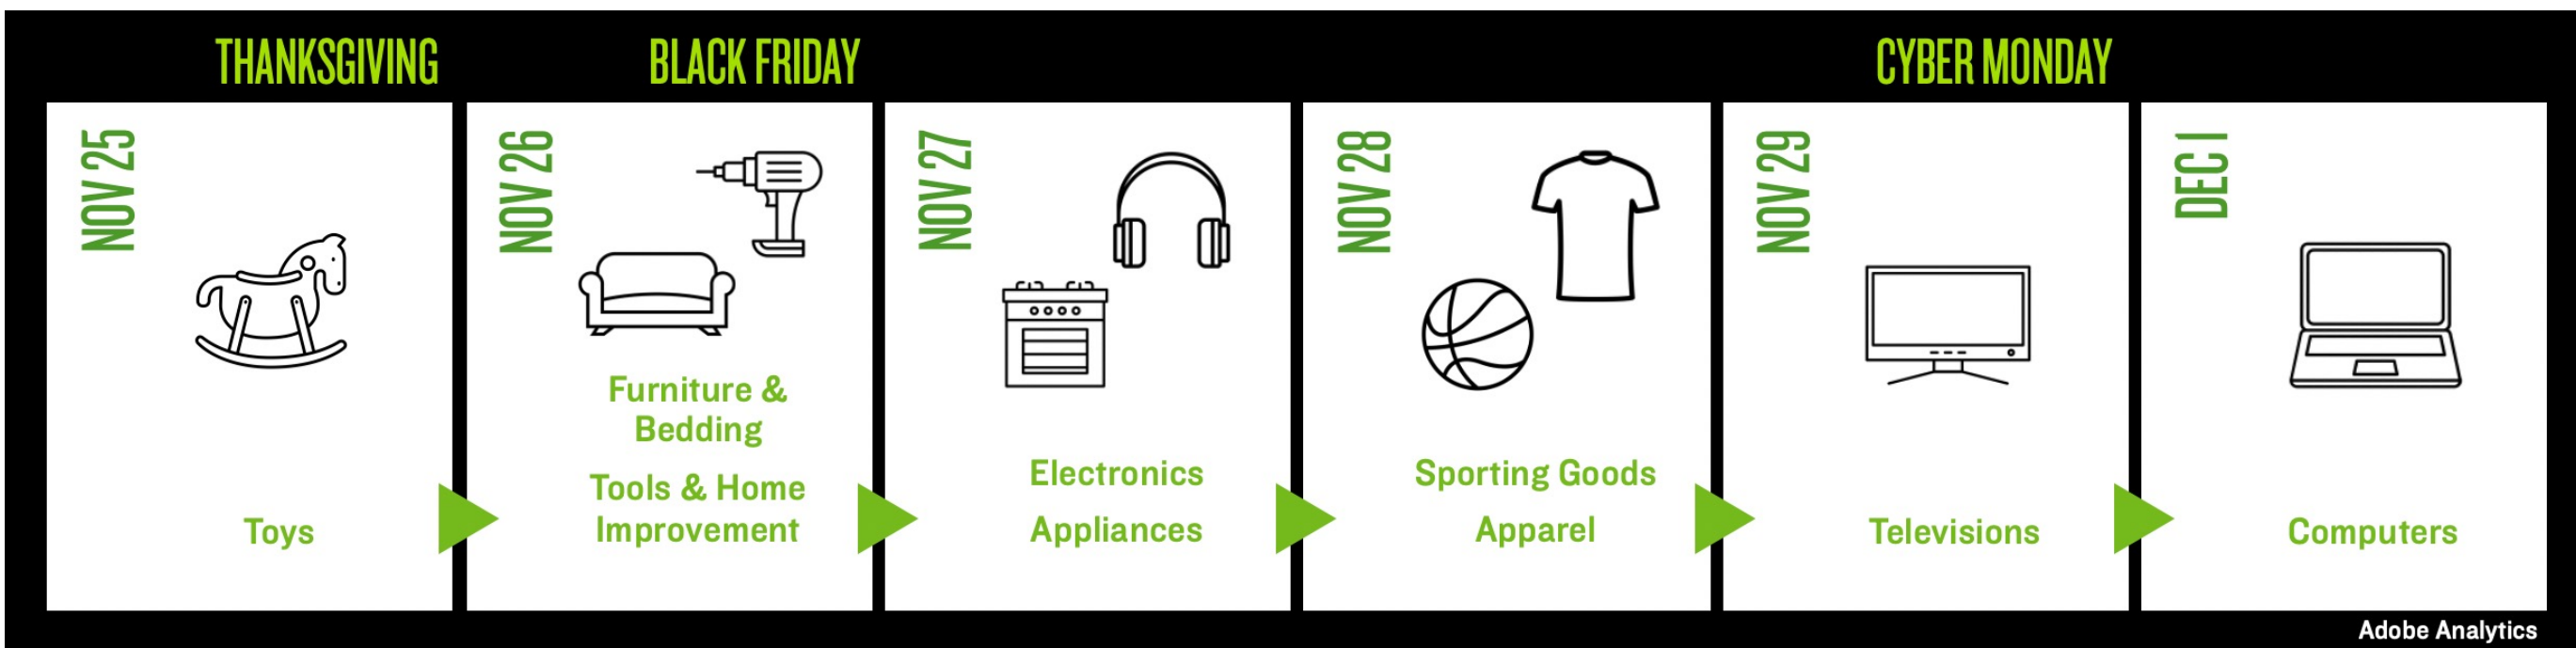 THANKSGIVING
BLACK FRIDAY
CYBER MONDAY
NOV 25
Toys
NOV 26
Furniture &
Bedding
Tools & Home
Improvement
NOV 27
Electronics
Appliances
NOV 28
Sporting Goods
Apparel
NOV 29
Televisions
DEC 1
Computers
Adobe Analytics